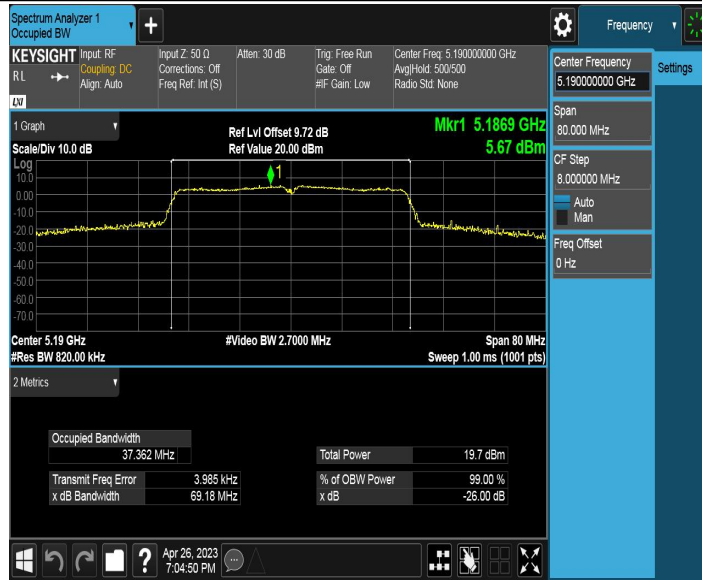 Spectrum Analyzer 1
Occupied BW
+
Frequency
KEYSIGHT
Input: RF
Coupling: DC
Align: Auto
Input Z: 50 Ω
Corrections: Off
Freq Ref: Int (S)
Atten: 30 dB
Trig: Free Run
Gate: Off
#IF Gain: Low
Center Freq: 5.190000000 GHz
Avg|Hold: 500/500
Radio Std: None
R L
LXI
1 Graph
Scale/Div 10.0 dB
Ref Lvl Offset 9.72 dB
Ref Value 20.00 dBm
Mkr1 5.1869 GHz
5.67 dBm
Log
10.0
0.00
-10.0
-20.0
-30.0
-40.0
-50.0
-60.0
-70.0
1
Center 5.19 GHz
#Video BW 2.7000 MHz
Span 80 MHz
#Res BW 820.00 kHz
Sweep 1.00 ms (1001 pts)
2 Metrics
Occupied Bandwidth
37.362 MHz
Total Power 19.7 dBm
Transmit Freq Error 3.985 kHz
% of OBW Power 99.00 %
x dB Bandwidth 69.18 MHz
x dB -26.00 dB
Center Frequency
5.190000000 GHz
Settings
Span
80.000 MHz
CF Step
8.000000 MHz
Auto
Man
Freq Offset
0 Hz
?
Apr 26, 2023
7:04:50 PM